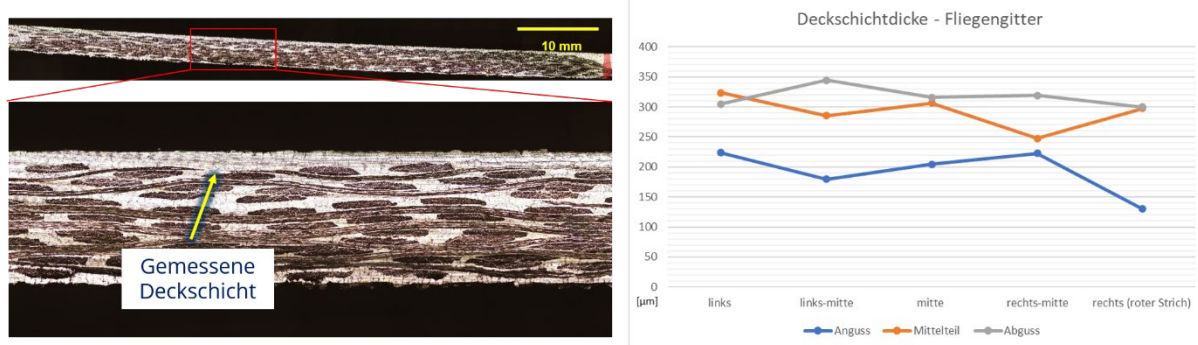 10 mm
Gemessene
Deckschicht
Deckschichtdicke - Fliegengitter
400
350
300
250
200
150
100
50
0
[µm]
links
links-mitte
mitte
rechts-mitte
rechts (roter Strich)
Anguss
Mittelteil
Abguss